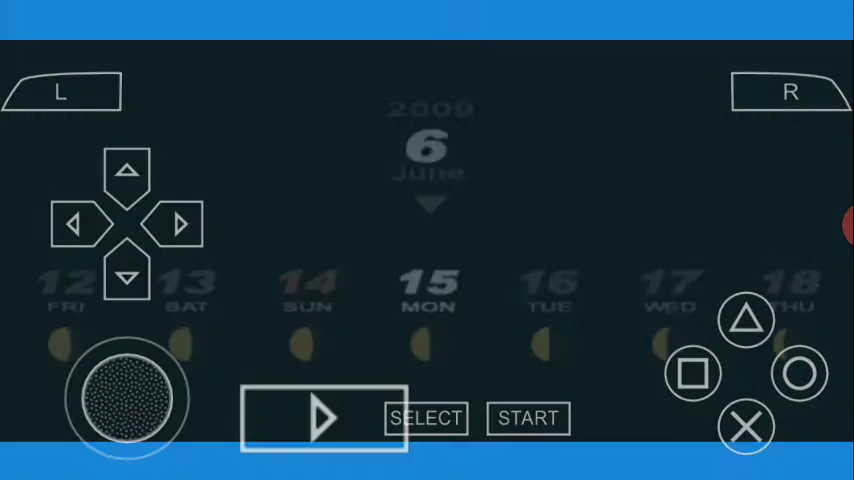 L
R
2009
6
June
12 13 14 15 16 17 18
FRI SAT SUN MON TUE WED THU
SELECT START